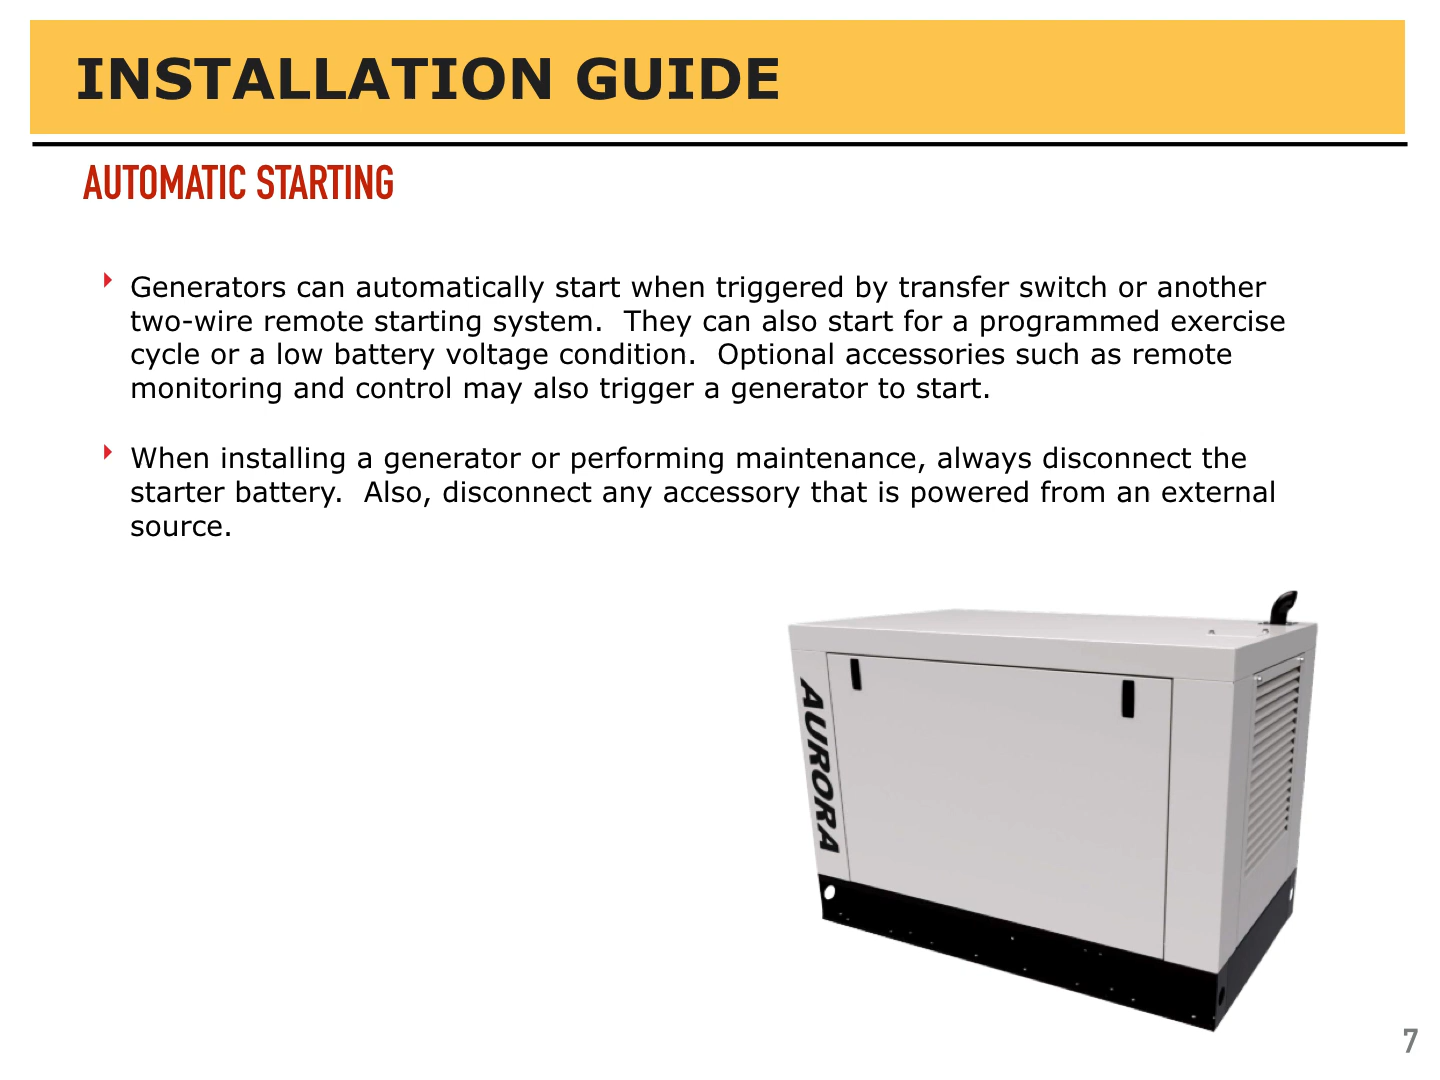 INSTALLATION GUIDE
AUTOMATIC STARTING
Generators can automatically start when triggered by transfer switch or another
two-wire remote starting system.  They can also start for a programmed exercise
cycle or a low battery voltage condition.  Optional accessories such as remote
monitoring and control may also trigger a generator to start.
When installing a generator or performing maintenance, always disconnect the
starter battery.  Also, disconnect any accessory that is powered from an external
source.
AURORA
7